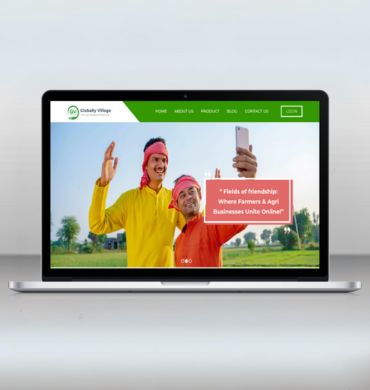 GV
Globally Village
HOME ABOUT US PRODUCT BLOG CONTACT US LOGIN
“ Fields of friendship:
Where Farmers & Agri
Businesses Unite Online!”